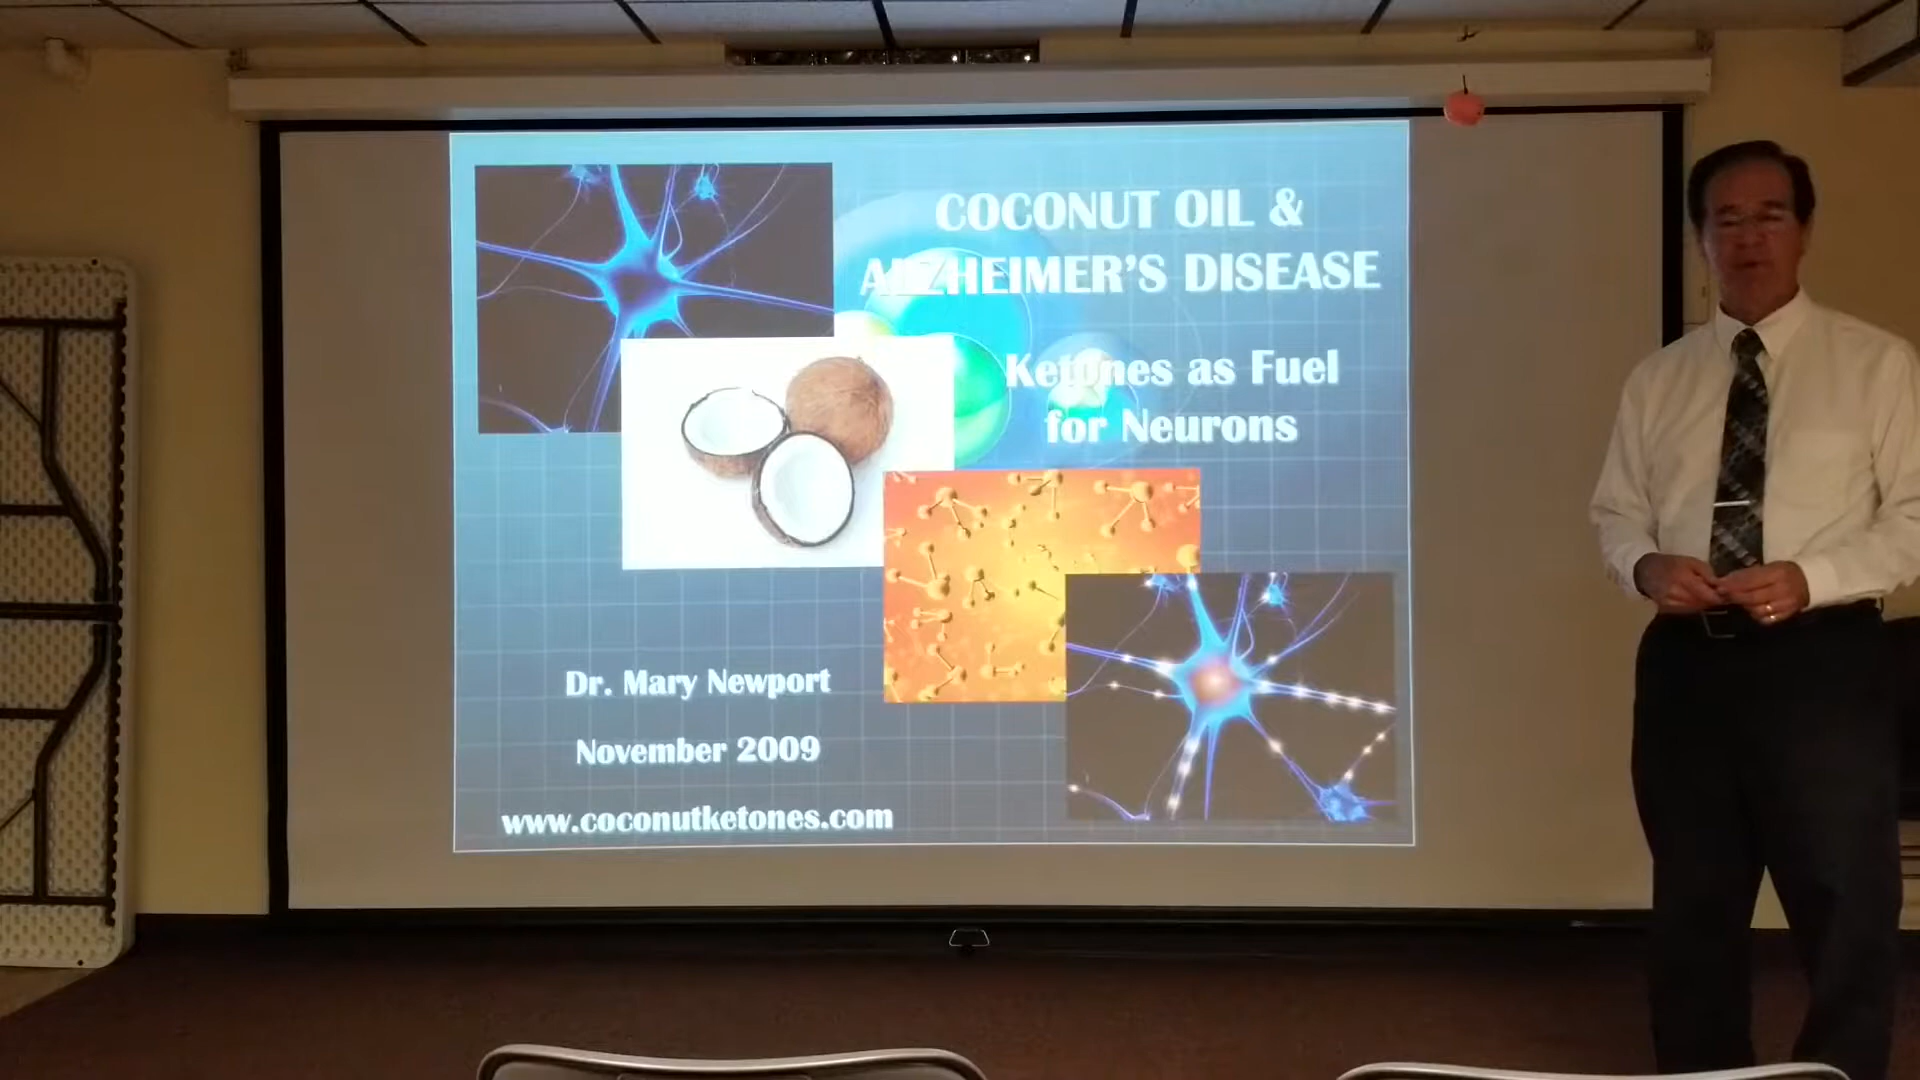 COCONUT OIL &
ALZHEIMER'S DISEASE
Ketones as Fuel
for Neurons
Dr. Mary Newport
November 2009
www.coconutketones.com